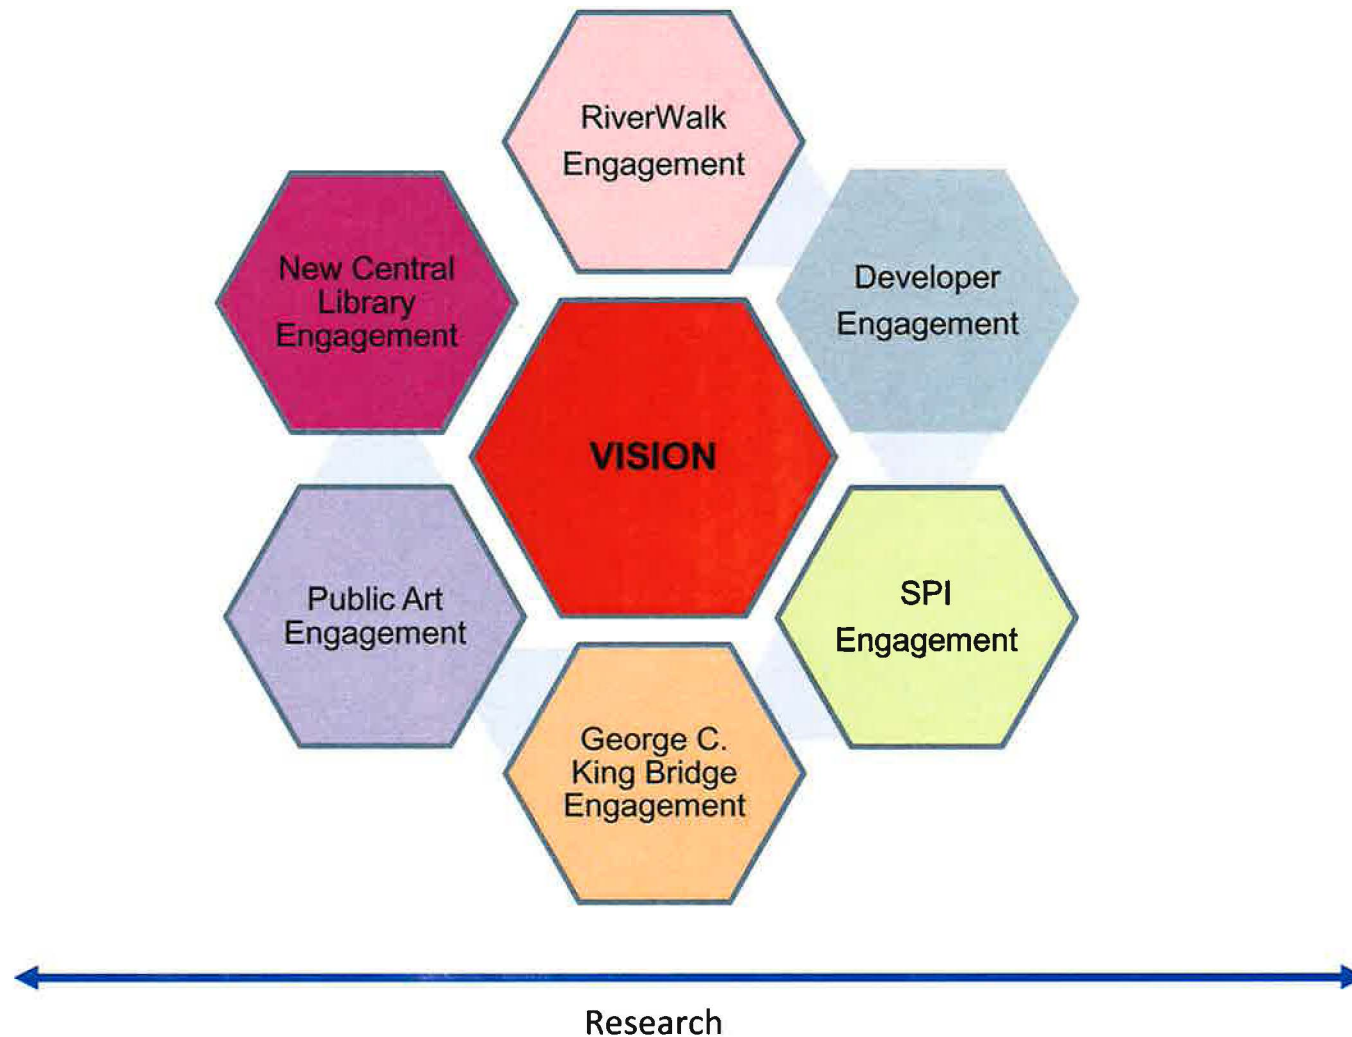 RiverWalk
Engagement
New Central
Library
Engagement
Developer
Engagement
VISION
Public Art
Engagement
SPI
Engagement
George C.
King Bridge
Engagement
Research